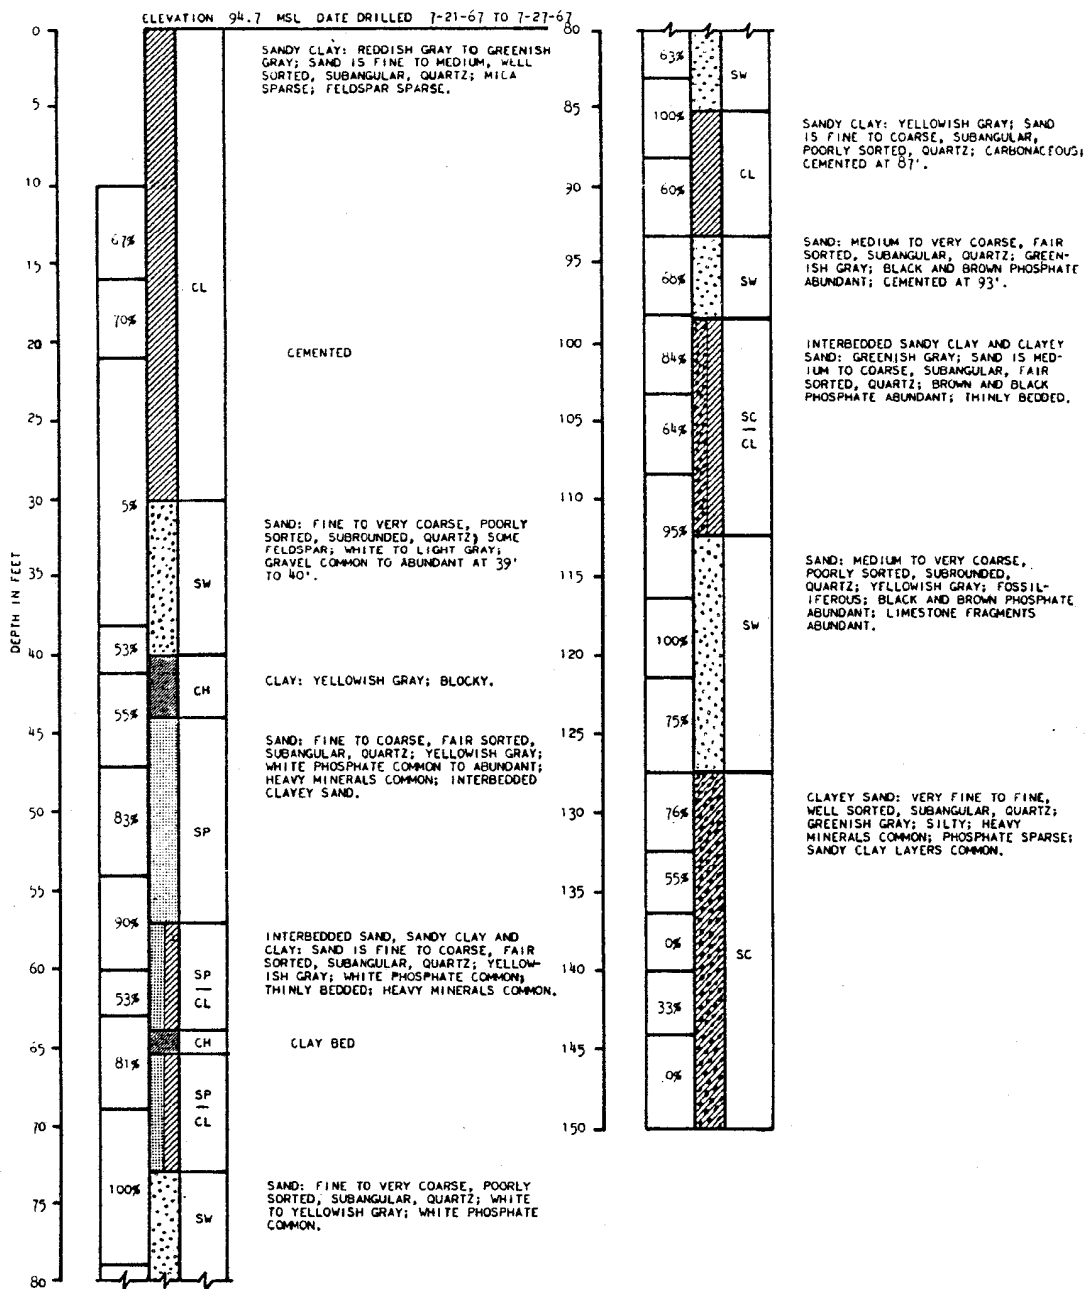 ELEVATION 94.7 MSL DATE DRILLED 7-21-67 TO 7-27-67
DEPTH IN FEET
0
5
10
15
20
25
30
35
40
45
50
55
60
65
70
75
80
67%
70%
5%
53%
55%
83%
90%
53%
81%
100%
CL
SW
CH
SP
SP
CL
CH
SP
CL
SW
SANDY CLAY: REDDISH GRAY TO GREENISH
GRAY; SAND IS FINE TO MEDIUM, WELL
SORTED, SUBANGULAR, QUARTZ; MICA
SPARSE; FELDSPAR SPARSE.
CEMENTED
SAND: FINE TO VERY COARSE, POORLY
SORTED, SUBROUNDED, QUARTZ; SOME
FELDSPAR; WHITE TO LIGHT GRAY;
GRAVEL COMMON TO ABUNDANT AT 39'
TO 40'.
CLAY: YELLOWISH GRAY; BLOCKY.
SAND: FINE TO COARSE, FAIR SORTED,
SUBANGULAR, QUARTZ; YELLOWISH GRAY;
WHITE PHOSPHATE COMMON TO ABUNDANT;
HEAVY MINERALS COMMON; INTERBEDDED
CLAYEY SAND.
INTERBEDDED SAND, SANDY CLAY AND
CLAY: SAND IS FINE TO COARSE, FAIR
SORTED, SUBANGULAR, QUARTZ; YELLOW-
ISH GRAY; WHITE PHOSPHATE COMMON;
THINLY BEDDED; HEAVY MINERALS COMMON.
CLAY BED
SAND: FINE TO VERY COARSE, POORLY
SORTED, SUBANGULAR, QUARTZ; WHITE
TO YELLOWISH GRAY; WHITE PHOSPHATE
COMMON.
80
85
90
95
100
105
110
115
120
125
130
135
140
145
150
63%
100%
60%
68%
84%
64%
95%
100%
75%
76%
55%
0%
33%
0%
SW
CL
SW
SC
CL
SW
SC
SANDY CLAY: YELLOWISH GRAY; SAND
IS FINE TO COARSE, SUBANGULAR,
POORLY SORTED, QUARTZ; CARBONACEOUS;
CEMENTED AT 87'.
SAND: MEDIUM TO VERY COARSE, FAIR
SORTED, SUBANGULAR, QUARTZ; GREEN-
ISH GRAY; BLACK AND BROWN PHOSPHATE
ABUNDANT; CEMENTED AT 93'.
INTERBEDDED SANDY CLAY AND CLAYEY
SAND: GREENISH GRAY; SAND IS MED-
IUM TO COARSE, SUBANGULAR, FAIR
SORTED, QUARTZ; BROWN AND BLACK
PHOSPHATE ABUNDANT; THINLY BEDDED.
SAND: MEDIUM TO VERY COARSE,
POORLY SORTED, SUBROUNDED,
QUARTZ; YELLOWISH GRAY; FOSSIL-
IFEROUS; BLACK AND BROWN PHOSPHATE
ABUNDANT; LIMESTONE FRAGMENTS
ABUNDANT.
CLAYEY SAND: VERY FINE TO FINE,
WELL SORTED, SUBANGULAR, QUARTZ;
GREENISH GRAY; SILTY; HEAVY
MINERALS COMMON; PHOSPHATE SPARSE;
SANDY CLAY LAYERS COMMON.